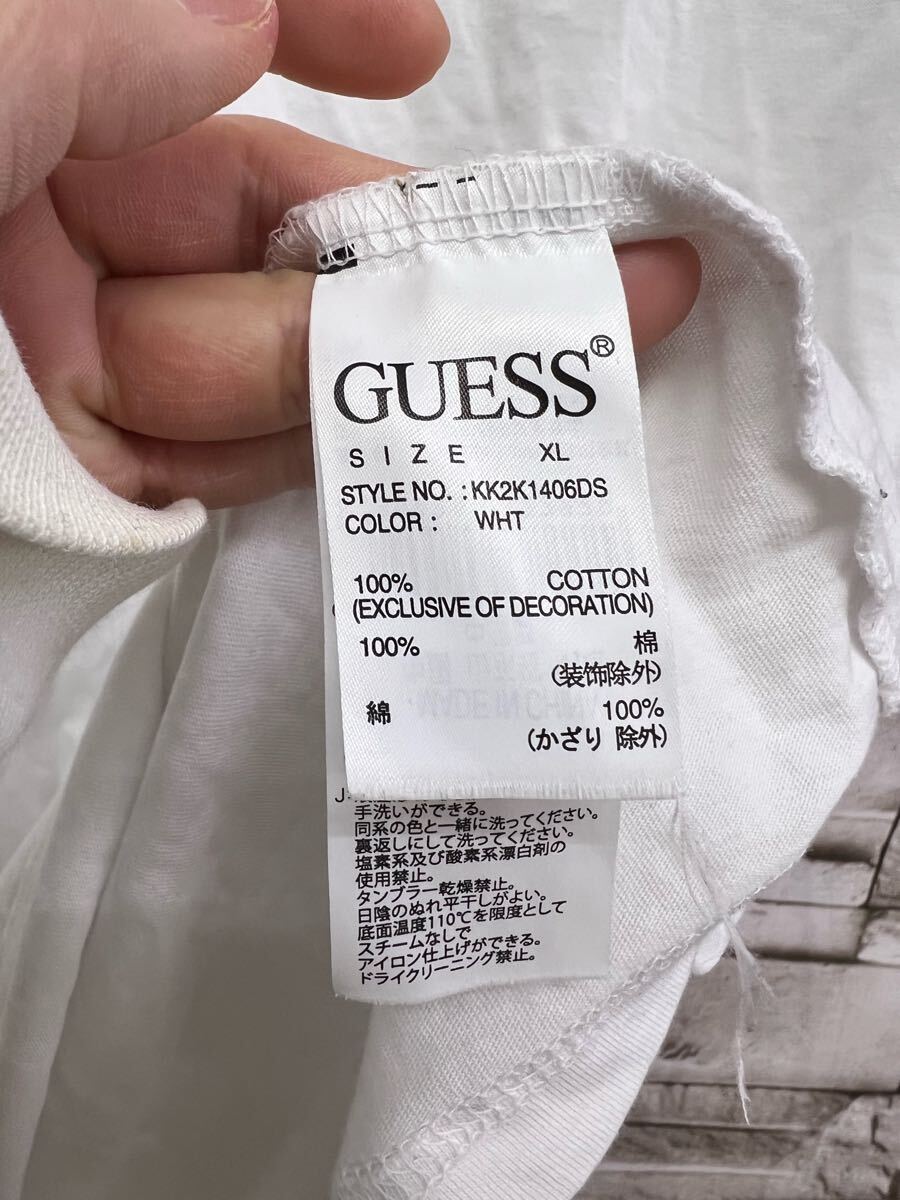 GUESS®
SIZE XL
STYLE NO. : KK2K1406DS
COLOR : WHT
100% COTTON
(EXCLUSIVE OF DECORATION)
100% 棉
(装饰除外)
綿 100%
(かざり 除外)
手洗いができる。
同系の色と一緒に洗ってください。
裏返しにして洗ってください。
塩素系及び酸素系漂白剤の
使用禁止。
タンブラー乾燥禁止。
日陰のぬれ平干しがよい。
底面温度110℃を限度として
スチームなしで
アイロン仕上げができる。
ドライクリーニング禁止。